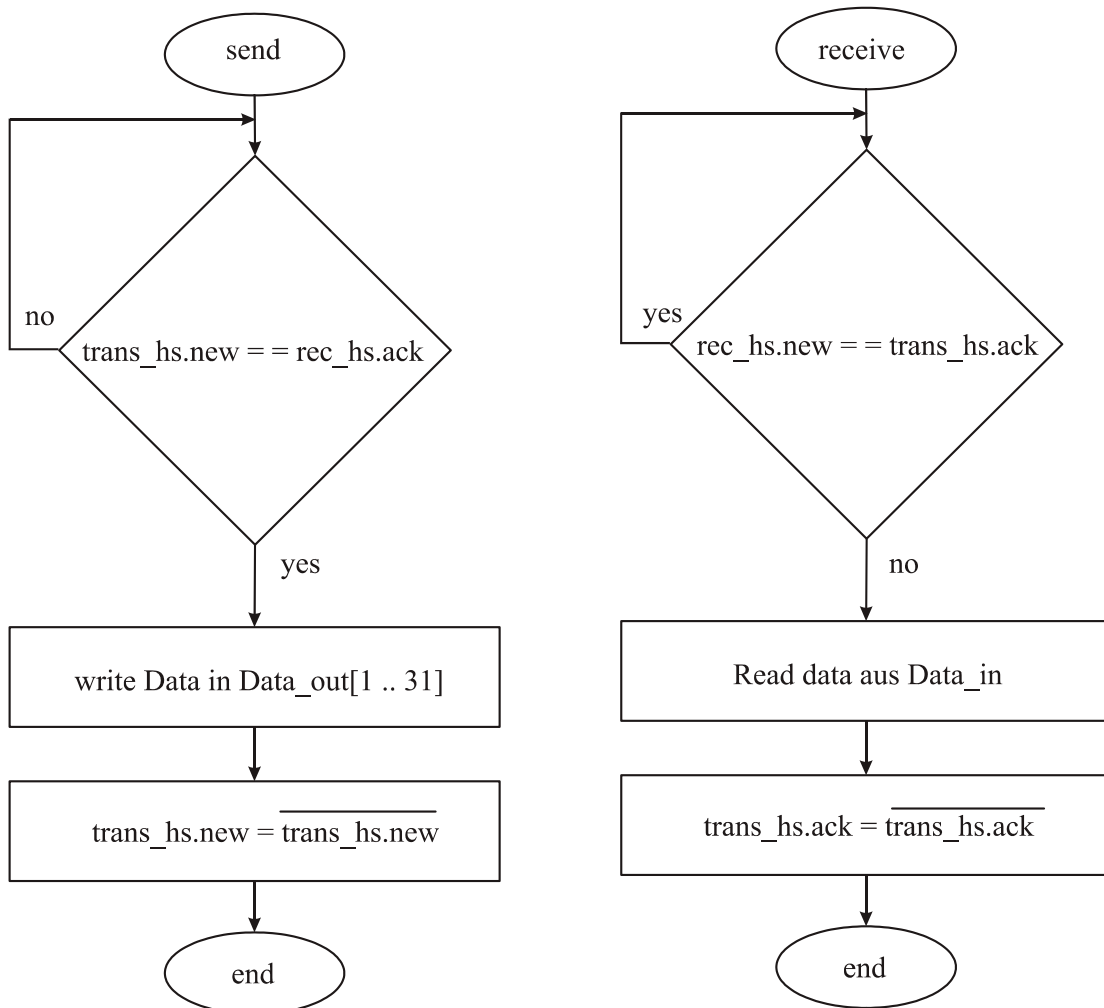 send
no
trans_hs.new = = rec_hs.ack
yes
write Data in Data_out[1 .. 31]
trans_hs.new = trans_hs.new
end
receive
yes
rec_hs.new = = trans_hs.ack
no
Read data aus Data_in
trans_hs.ack = trans_hs.ack
end